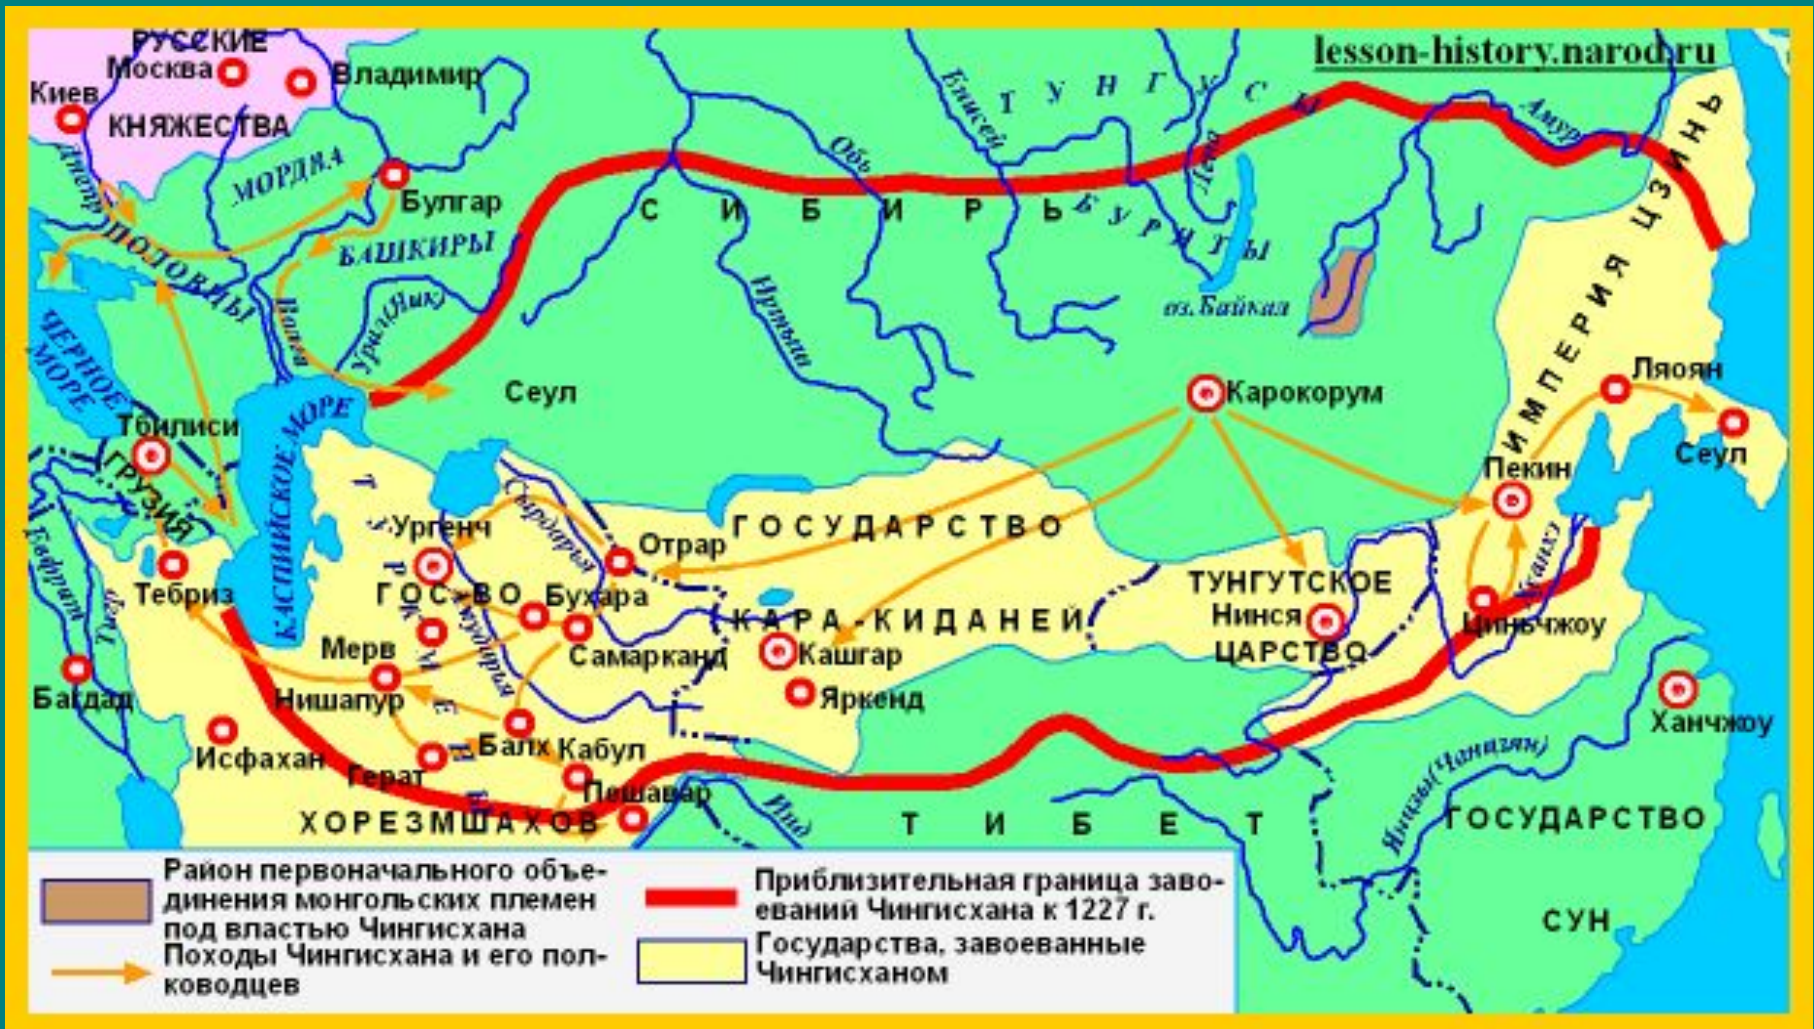 lesson-history.narod.ru
РУССКИЕ
Москва
Владимир
Киев
КНЯЖЕСТВА
Днепр
МОРДВА
Булгар
БАШКИРЫ
ПОЛОВЦЫ
Волга
Урал(Яик)
ЧЕРНОЕ
МОРЕ
КАСПИЙСКОЕ МОРЕ
Сеул
СИБИРЬ
Обь
Иртыш
Енисей
ТУНГУСЫ
Лена
БУРЯТЫ
оз. Байкал
Амур
ИМПЕРИЯ ЦЗИНЬ
Карокорум
Ляоян
Сеул
Пекин
Тбилиси
ГРУЗИЯ
Евфрат
Тигр
Тебриз
Багдад
Исфахан
Ургенч
ГОС-ВО
ТУРКМЕНЫ
Сырдарья
Амударья
Отрар
Бухара
Самарканд
Мерв
Нишапур
Герат
Балх
Кабул
Пешавар
ХОРЕЗМШАХОВ
Инд
ГОСУДАРСТВО
КАРА-КИДАНЕЙ
Кашгар
Яркенд
ТУНГУТСКОЕ
Нинся
ЦАРСТВО
Хуанхэ
Циньчжоу
Ханчжоу
ТИБЕТ
Янцзы(Чанцзян)
ГОСУДАРСТВО
СУН
Район первоначального объе-
динения монгольских племен
под властью Чингисхана
Походы Чингисхана и его пол-
ководцев
Приблизительная граница заво-
еваний Чингисхана к 1227 г.
Государства, завоеванные
Чингисханом